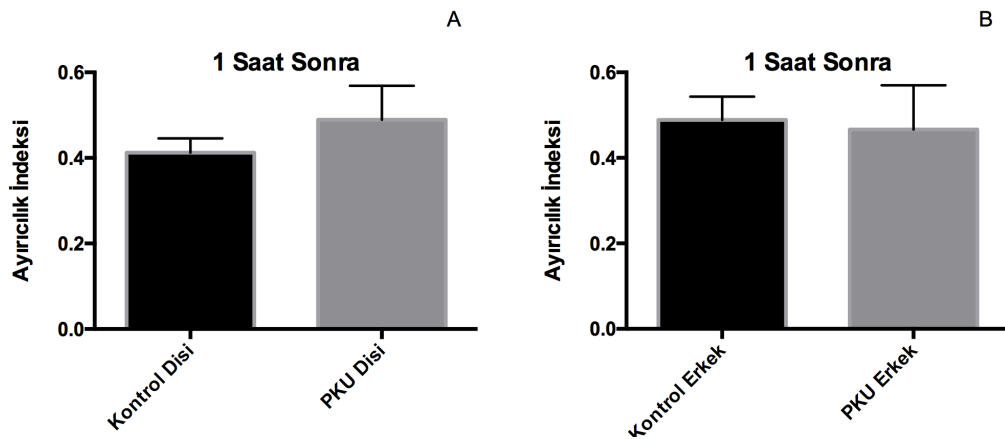 A
1 Saat Sonra
Ayırıcılık İndeksi
0.6
0.4
0.2
0.0
Kontrol Disi
PKU Disi
B
1 Saat Sonra
Ayırıcılık İndeksi
0.6
0.4
0.2
0.0
Kontrol Erkek
PKU Erkek